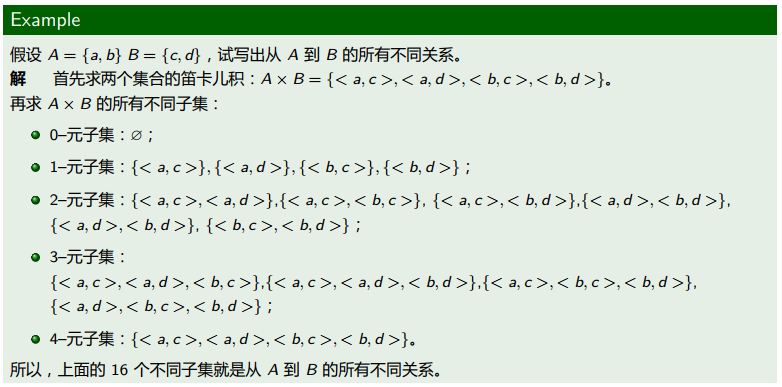 Example
假设 A = {a, b} B = {c, d}，试写出从 A 到 B 的所有不同关系。
解 首先求两个集合的笛卡儿积：A × B = {< a, c >, < a, d >, < b, c >, < b, d >}。
再求 A × B 的所有不同子集：
0–元子集：∅；
1–元子集：{< a, c >}, {< a, d >}, {< b, c >}, {< b, d >}；
2–元子集：{< a, c >, < a, d >},{< a, c >, < b, c >}, {< a, c >, < b, d >},{< a, d >, < b, d >},
{< a, d >, < b, d >}, {< b, c >, < b, d >}；
3–元子集：
{< a, c >, < a, d >, < b, c >},{< a, c >, < a, d >, < b, d >},{< a, c >, < b, c >, < b, d >},
{< a, d >, < b, c >, < b, d >}；
4–元子集：{< a, c >, < a, d >, < b, c >, < b, d >}。
所以，上面的 16 个不同子集就是从 A 到 B 的所有不同关系。